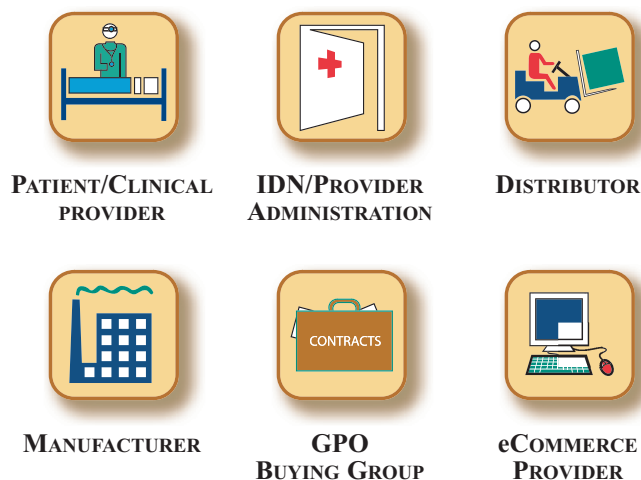 PATIENT/CLINICAL
PROVIDER
IDN/PROVIDER
ADMINISTRATION
DISTRIBUTOR
CONTRACTS
MANUFACTURER
GPO
BUYING GROUP
eCOMMERCE
PROVIDER